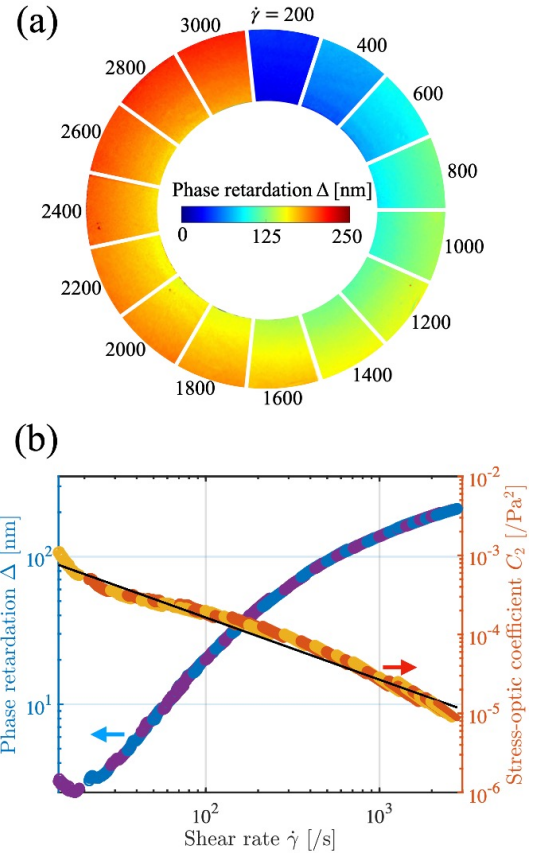 (a)
γ̇ = 200
400
600
800
1000
1200
1400
1600
1800
2000
2200
2400
2600
2800
3000
Phase retardation Δ [nm]
0 125 250
(b)
Phase retardation Δ [nm]
10²
10¹
10⁻²
10⁻³
10⁻⁴
10⁻⁵
10⁻⁶
Stress-optic coefficient C₂ [/Pa²]
10² 10³
Shear rate γ̇ [/s]